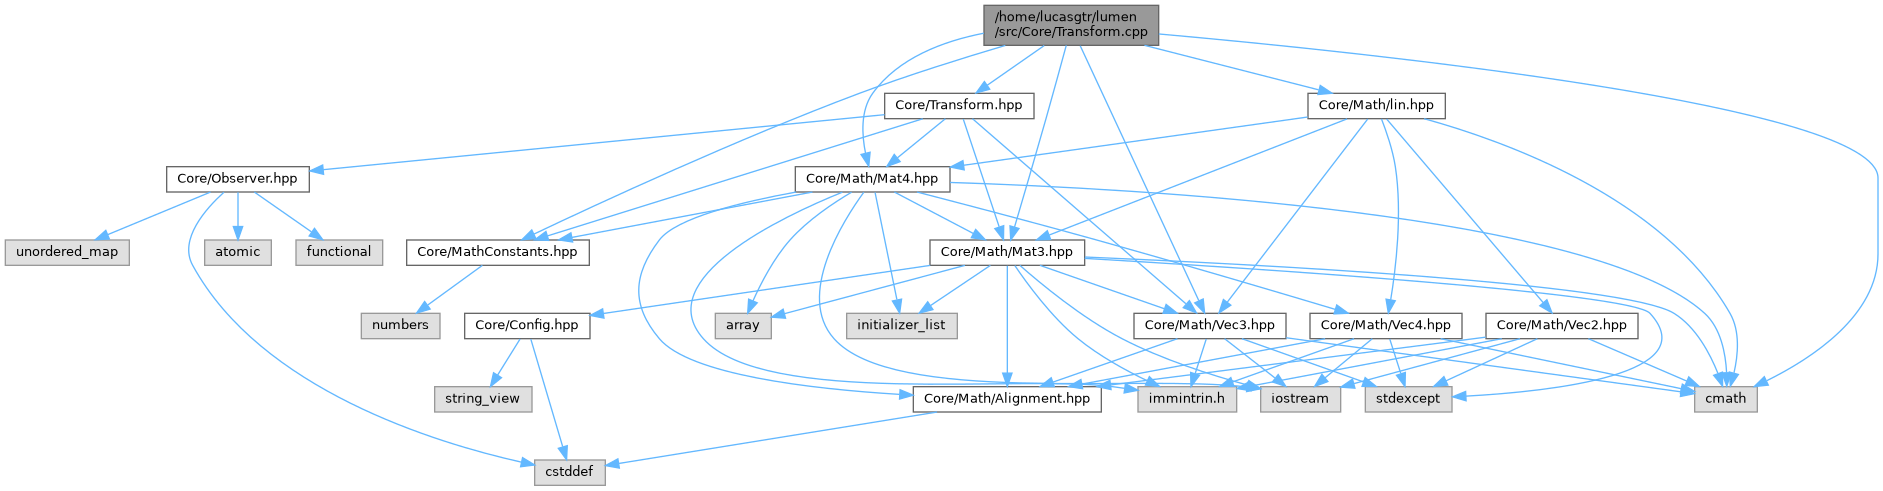 /home/lucasgtr/lumen
/src/Core/Transform.cpp
Core/Transform.hpp
Core/Math/lin.hpp
Core/Observer.hpp
Core/Math/Mat4.hpp
unordered_map
atomic
functional
Core/MathConstants.hpp
Core/Math/Mat3.hpp
numbers
Core/Config.hpp
array
initializer_list
Core/Math/Vec3.hpp
Core/Math/Vec4.hpp
Core/Math/Vec2.hpp
string_view
Core/Math/Alignment.hpp
immintrin.h
iostream
stdexcept
cmath
cstddef